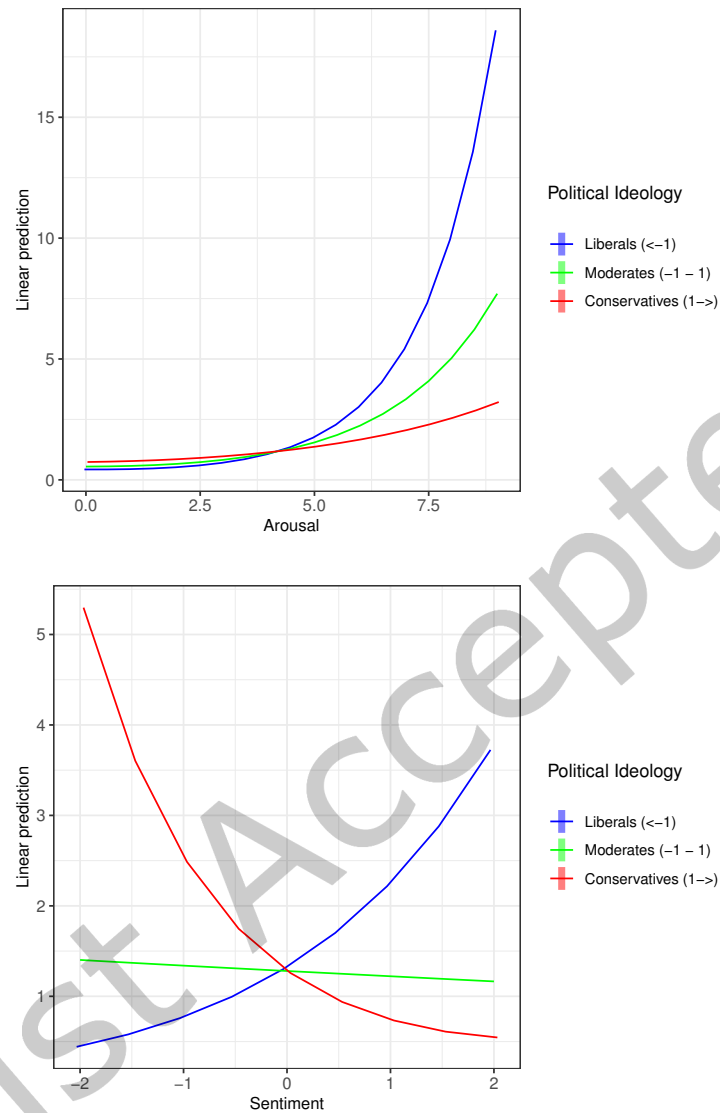 15
10
5
0
Linear prediction
0.0 2.5 5.0 7.5
Arousal
Political Ideology
Liberals (<−1)
Moderates (−1 − 1)
Conservatives (1−>)
5
4
3
2
1
Linear prediction
−2 −1 0 1 2
Sentiment
Political Ideology
Liberals (<−1)
Moderates (−1 − 1)
Conservatives (1−>)
st Accepte